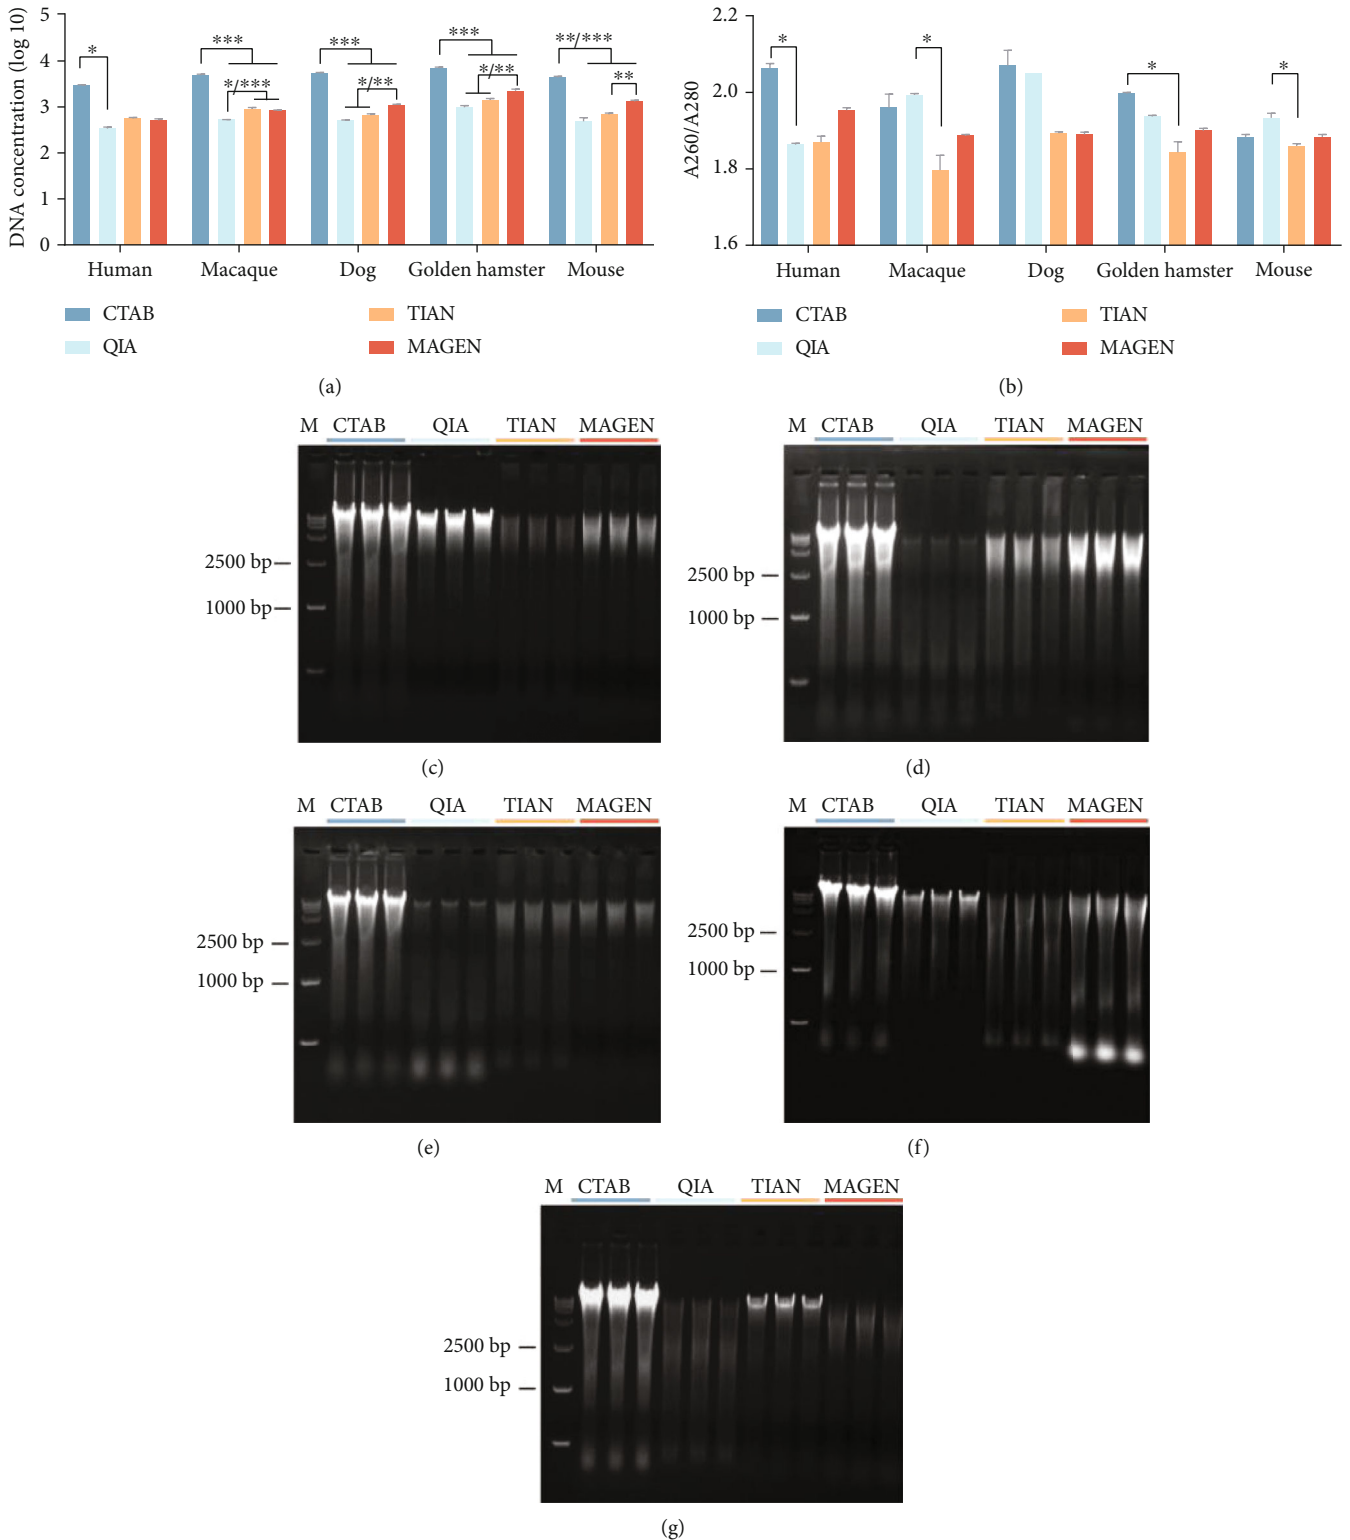 DNA concentration (log 10)
5
4
3
2
1
0
*
***
*/***
***
*/**
***
*/**
**/***
**
Human Macaque Dog Golden hamster Mouse
CTAB TIAN
QIA MAGEN
(a)
A260/A280
2.2
2.0
1.8
1.6
*
*
*
*
Human Macaque Dog Golden hamster Mouse
CTAB TIAN
QIA MAGEN
(b)
M CTAB QIA TIAN MAGEN
2500 bp
1000 bp
(c)
M CTAB QIA TIAN MAGEN
2500 bp
1000 bp
(d)
M CTAB QIA TIAN MAGEN
2500 bp
1000 bp
(e)
M CTAB QIA TIAN MAGEN
2500 bp
1000 bp
(f)
M CTAB QIA TIAN MAGEN
2500 bp
1000 bp
(g)